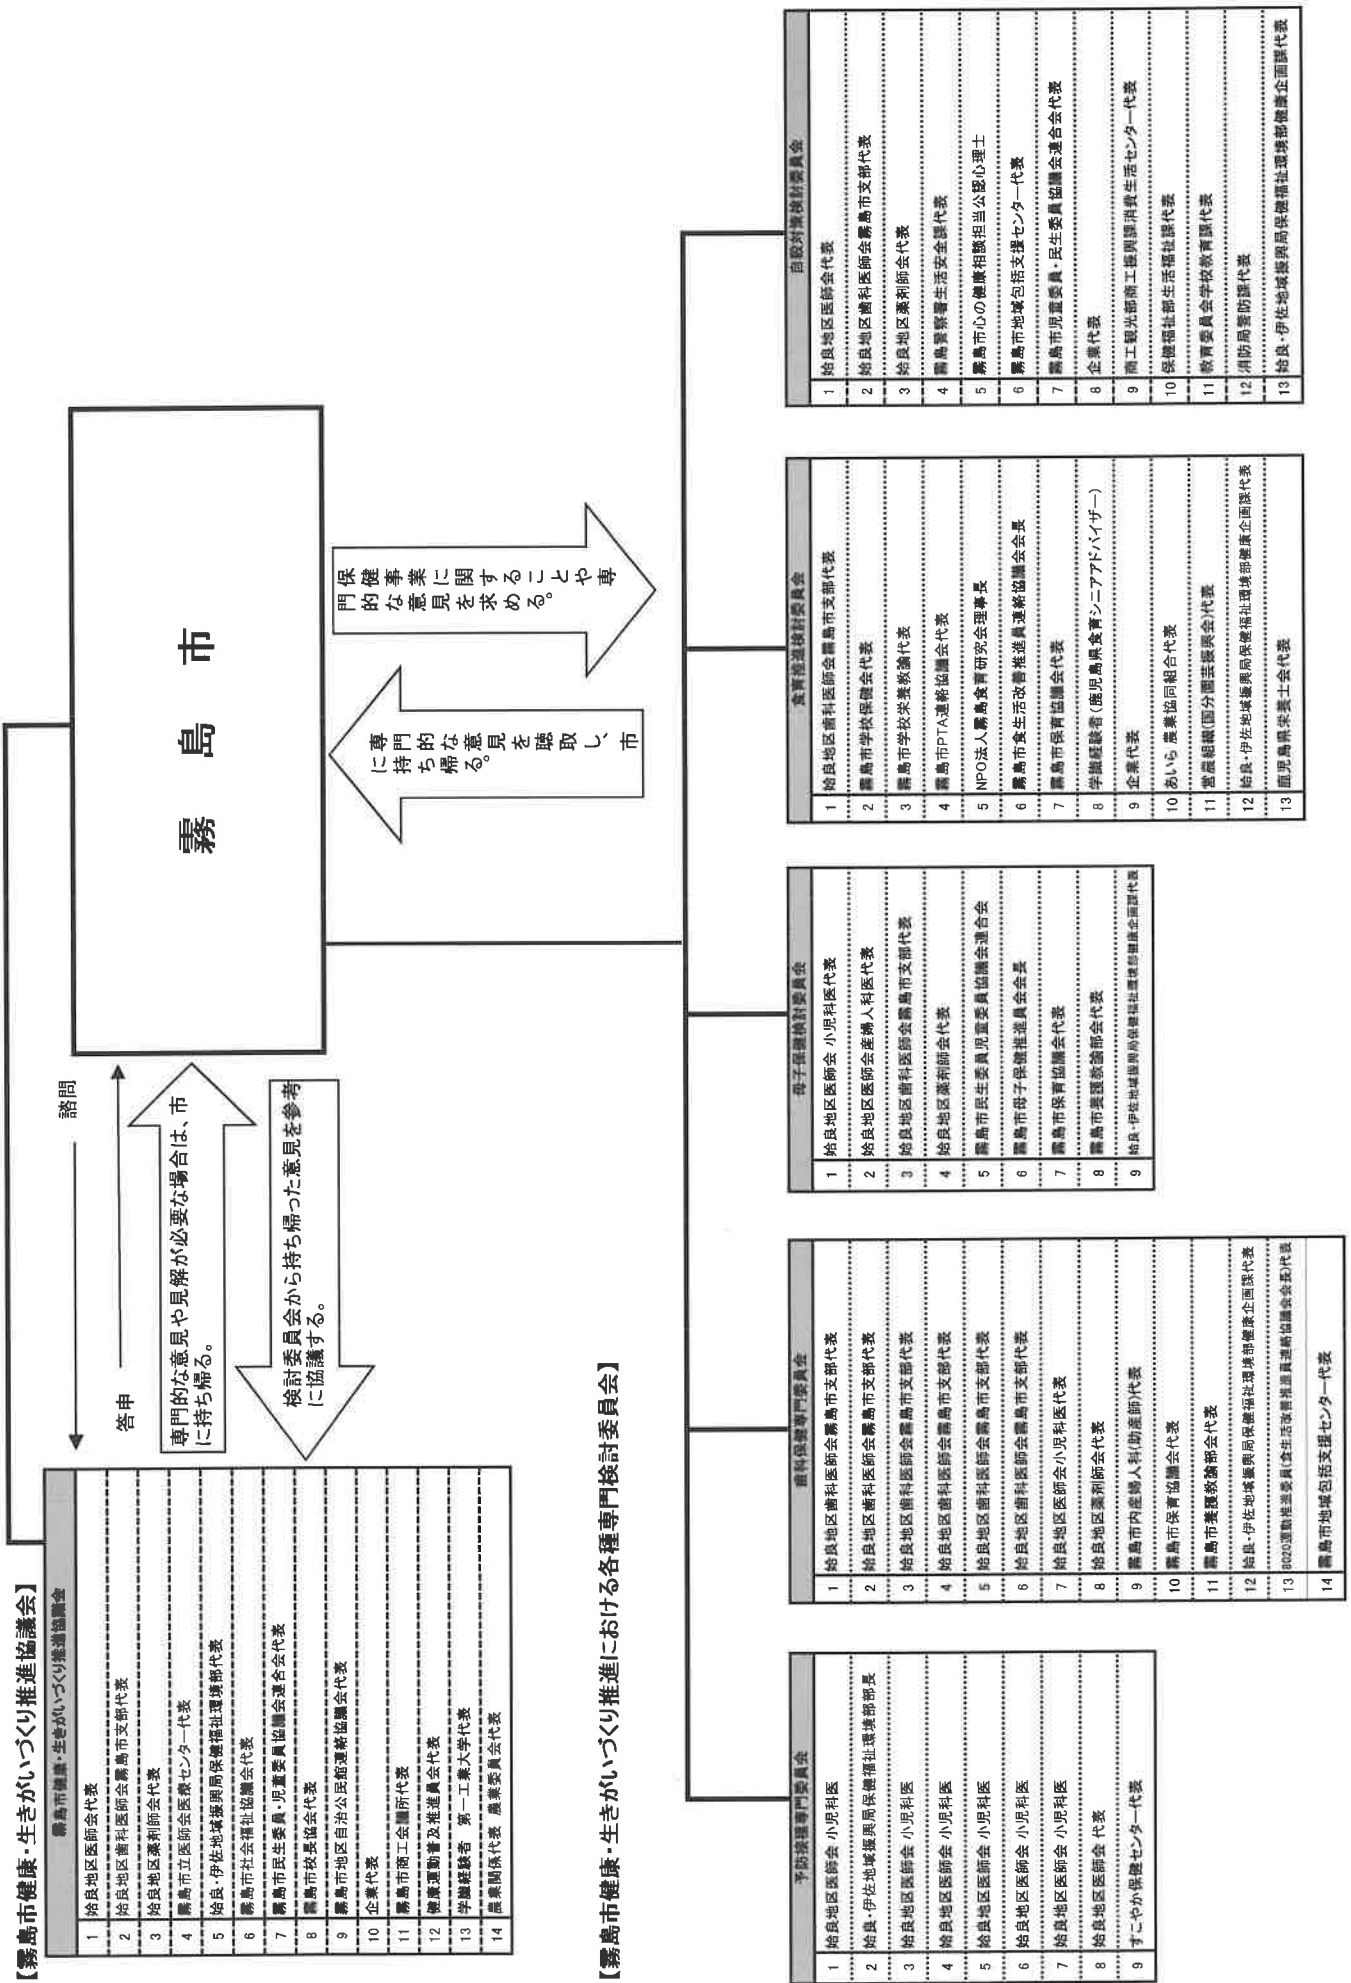 【霧島市健康・生きがいづくり推進協議会】
霧島市健康・生きがいづくり推進協議会
1 姶良地区医師会代表
2 姶良地区歯科医師会霧島市支部代表
3 姶良地区薬剤師会代表
4 霧島市立医師会医療センター代表
5 姶良・伊佐地域振興局保健福祉環境部代表
6 霧島市社会福祉協議会代表
7 霧島市民生委員・児童委員協議会連合会代表
8 霧島市校長協会代表
9 霧島市地区自治公民館連絡協議会代表
10 企業代表
11 霧島市商工会議所代表
12 健康運動普及推進員会代表
13 学識経験者 第一工業大学代表
14 農業関係代表 農業委員会代表
諮問
答申
専門的な意見や見解が必要な場合は、市
に持ち帰る。
検討委員会から持ち帰った意見を参考
に協議する。
霧 島 市
専門的な意見を聴取し、市
に持ち帰る。
保健事業に関することや専
門的な意見を求める。
【霧島市健康・生きがいづくり推進における各種専門検討委員会】
予防接種専門委員会
1 姶良地区医師会 小児科医
2 姶良・伊佐地域振興局保健福祉環境部部長
3 姶良地区医師会 小児科医
4 姶良地区医師会 小児科医
5 姶良地区医師会 小児科医
6 姶良地区医師会 小児科医
7 姶良地区医師会 小児科医
8 姶良地区医師会 代表
9 すこやか保健センター代表
歯科保健専門委員会
1 姶良地区歯科医師会霧島市支部代表
2 姶良地区歯科医師会霧島市支部代表
3 姶良地区歯科医師会霧島市支部代表
4 姶良地区歯科医師会霧島市支部代表
5 姶良地区歯科医師会霧島市支部代表
6 姶良地区歯科医師会霧島市支部代表
7 姶良地区医師会小児科医代表
8 姶良地区薬剤師会代表
9 霧島市内産婦人科(助産師)代表
10 霧島市保育協議会代表
11 霧島市養護教諭部会代表
12 姶良・伊佐地域振興局保健福祉環境部健康企画課代表
13 8020運動推進委員(食生活改善推進員連絡協議会会長)代表
14 霧島市地域包括支援センター代表
母子保健検討委員会
1 姶良地区医師会 小児科医代表
2 姶良地区医師会産婦人科医代表
3 姶良地区歯科医師会霧島市支部代表
4 姶良地区薬剤師会代表
5 霧島市民生委員児童委員協議会連合会
6 霧島市母子保健推進員会会長
7 霧島市保育協議会代表
8 霧島市養護教諭部会代表
9 姶良・伊佐地域振興局保健福祉環境部健康企画課代表
食育推進検討委員会
1 姶良地区歯科医師会霧島市支部代表
2 霧島市学校保健会代表
3 霧島市学校栄養教諭代表
4 霧島市PTA連絡協議会代表
5 NPO法人霧島食育研究会理事長
6 霧島市食生活改善推進員連絡協議会会長
7 霧島市保育協議会代表
8 学識経験者(鹿児島県食育シニアアドバイザー)
9 企業代表
10 あいら農業協同組合代表
11 営農組織(国分園芸振興会)代表
12 姶良・伊佐地域振興局保健福祉環境部健康企画課代表
13 鹿児島県栄養士会代表
自殺対策検討委員会
1 姶良地区医師会代表
2 姶良地区歯科医師会霧島市支部代表
3 姶良地区薬剤師会代表
4 霧島警察署生活安全課代表
5 霧島市心の健康相談担当公認心理士
6 霧島市地域包括支援センター代表
7 霧島市児童委員・民生委員協議会連合会代表
8 企業代表
9 商工観光部商工振興課消費生活センター代表
10 保健福祉部生活福祉課代表
11 教育委員会学校教育課代表
12 消防局警防課代表
13 姶良・伊佐地域振興局保健福祉環境部健康企画課代表